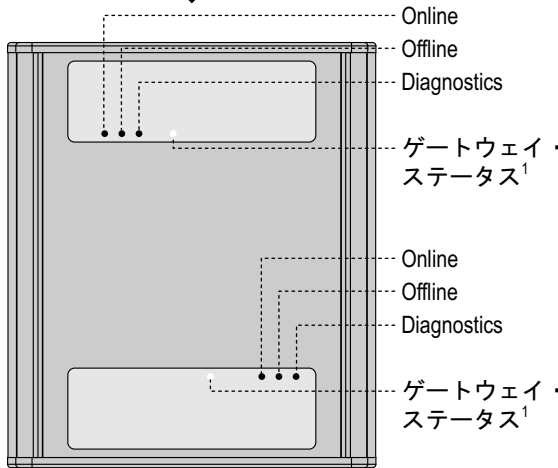 Online
Offline
Diagnostics
ゲートウェイ・
ステータス1
Online
Offline
Diagnostics
ゲートウェイ・
ステータス1